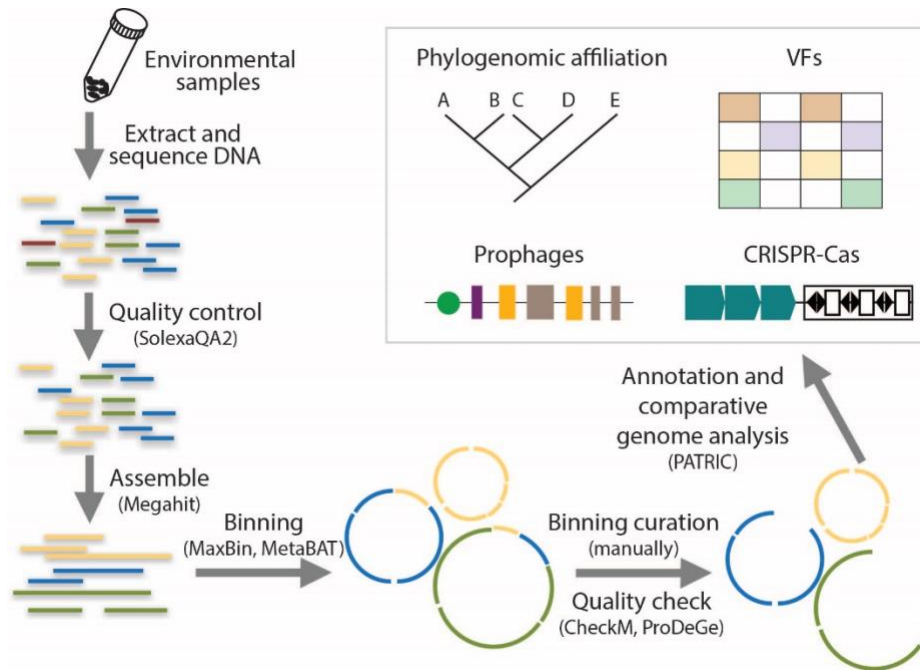 Environmental
samples
Extract and
sequence DNA
Quality control
(SolexaQA2)
Assemble
(Megahit)
Binning
(MaxBin, MetaBAT)
Binning curation
(manually)
Quality check
(CheckM, ProDeGe)
Annotation and
comparative
genome analysis
(PATRIC)
Phylogenomic affiliation
A B C D E
VFs
Prophages
CRISPR-Cas